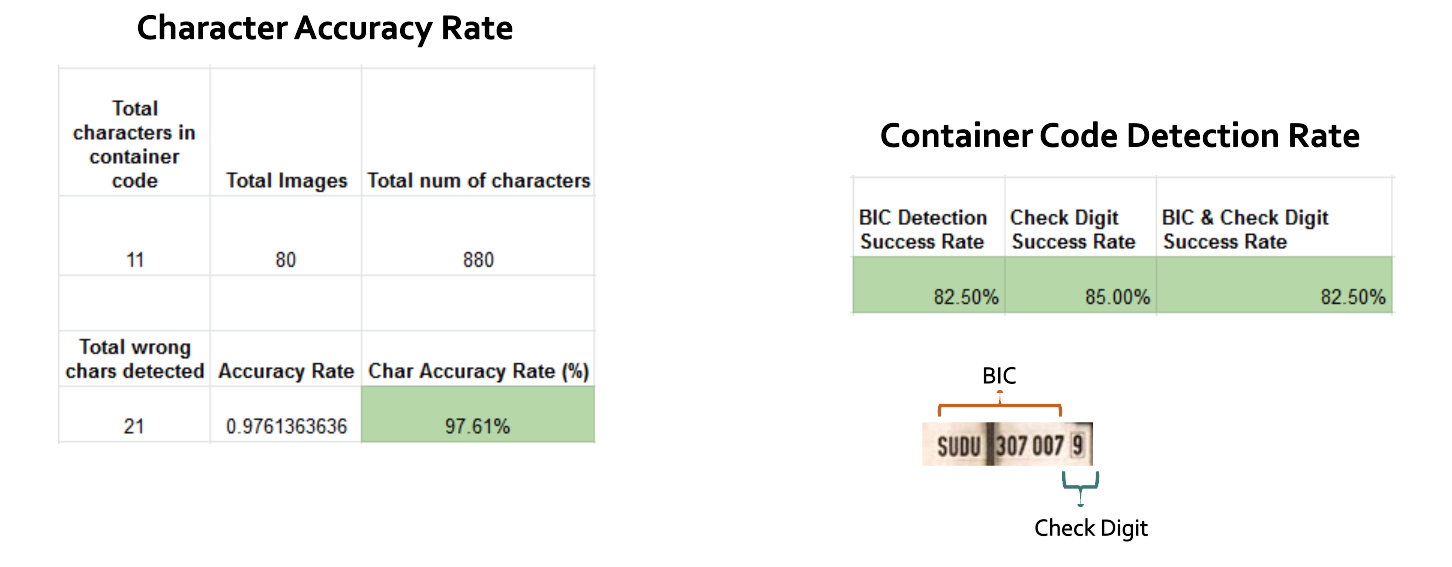 Character Accuracy Rate
Total
characters in
container
code
Total Images
Total num of characters
11
80
880
Total wrong
chars detected
Accuracy Rate
Char Accuracy Rate (%)
21
0.9761363636
97.61%
Container Code Detection Rate
BIC Detection
Success Rate
Check Digit
Success Rate
BIC & Check Digit
Success Rate
82.50%
85.00%
82.50%
BIC
SUDU 307 007 9
Check Digit